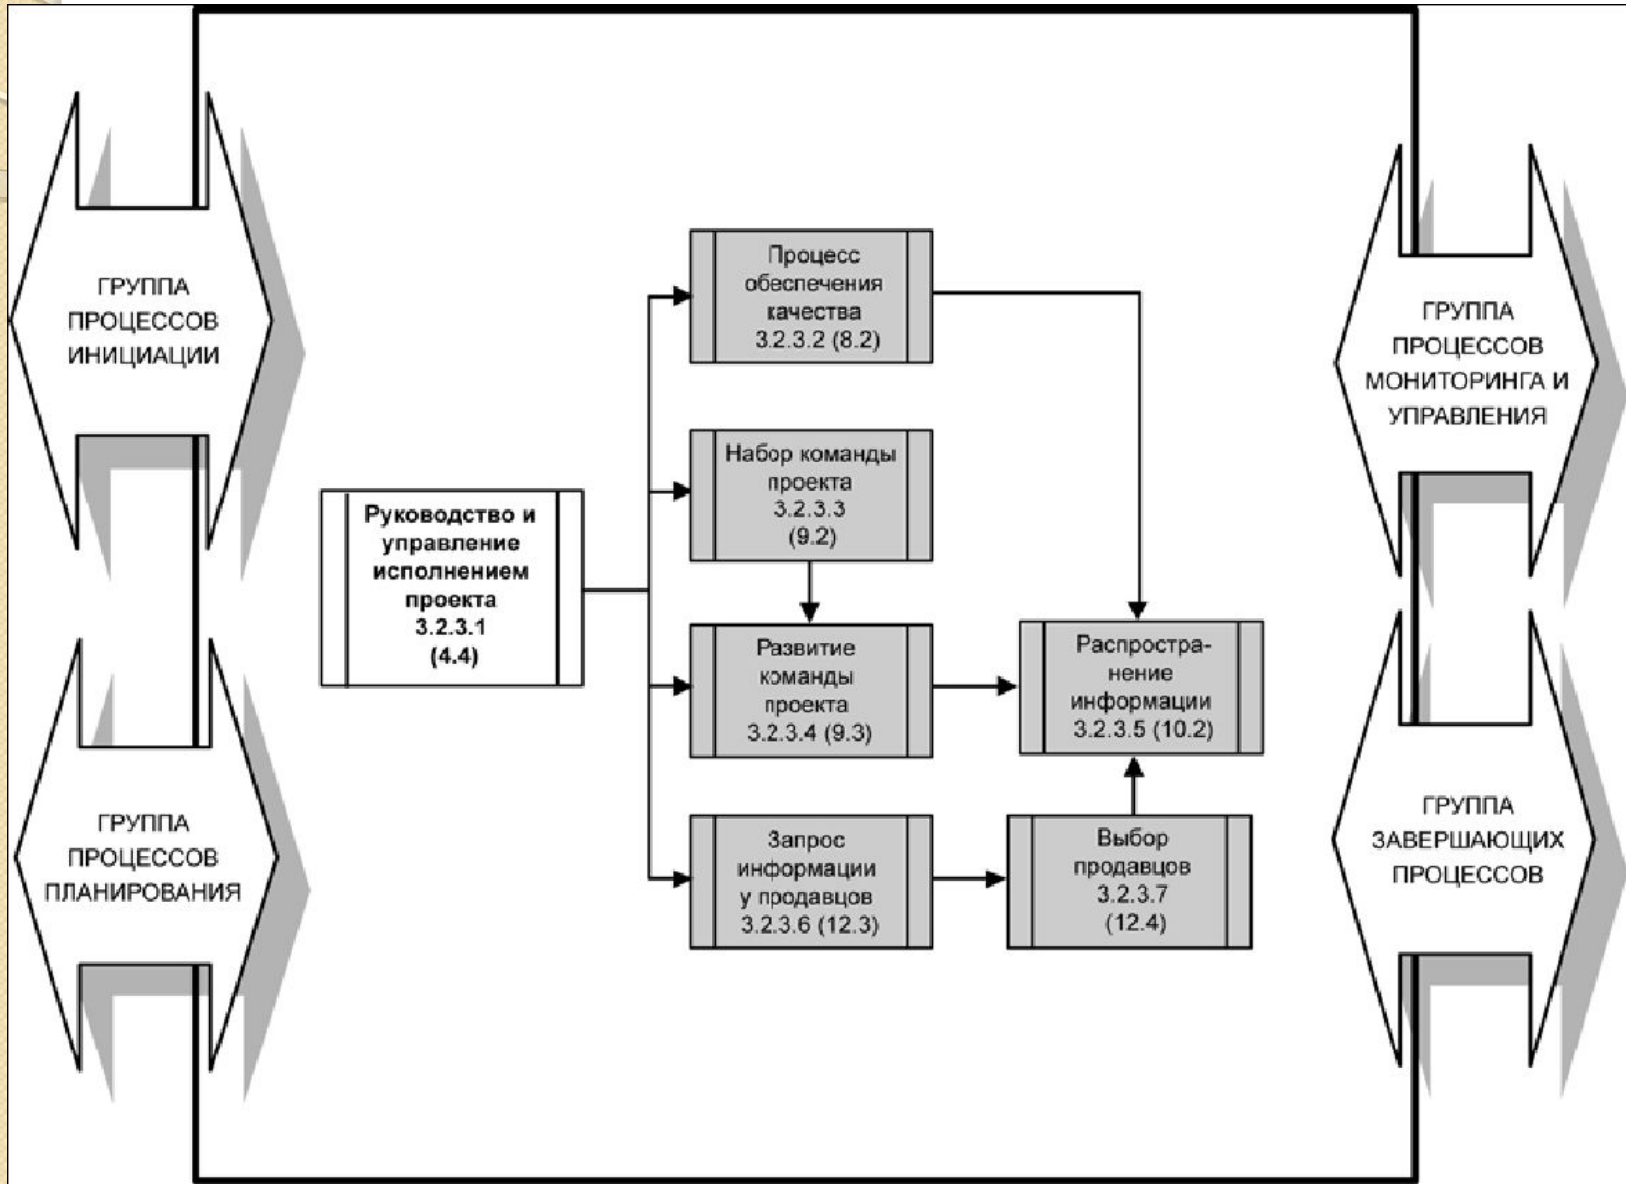 ГРУППА
ПРОЦЕССОВ
ИНИЦИАЦИИ
ГРУППА
ПРОЦЕССОВ
ПЛАНИРОВАНИЯ
Руководство и
управление
исполнением
проекта
3.2.3.1
(4.4)
Процесс
обеспечения
качества
3.2.3.2 (8.2)
Набор команды
проекта
3.2.3.3
(9.2)
Развитие
команды
проекта
3.2.3.4 (9.3)
Запрос
информации
у продавцов
3.2.3.6 (12.3)
Распростра-
нение
информации
3.2.3.5 (10.2)
Выбор
продавцов
3.2.3.7
(12.4)
ГРУППА
ПРОЦЕССОВ
МОНИТОРИНГА И
УПРАВЛЕНИЯ
ГРУППА
ЗАВЕРШАЮЩИХ
ПРОЦЕССОВ